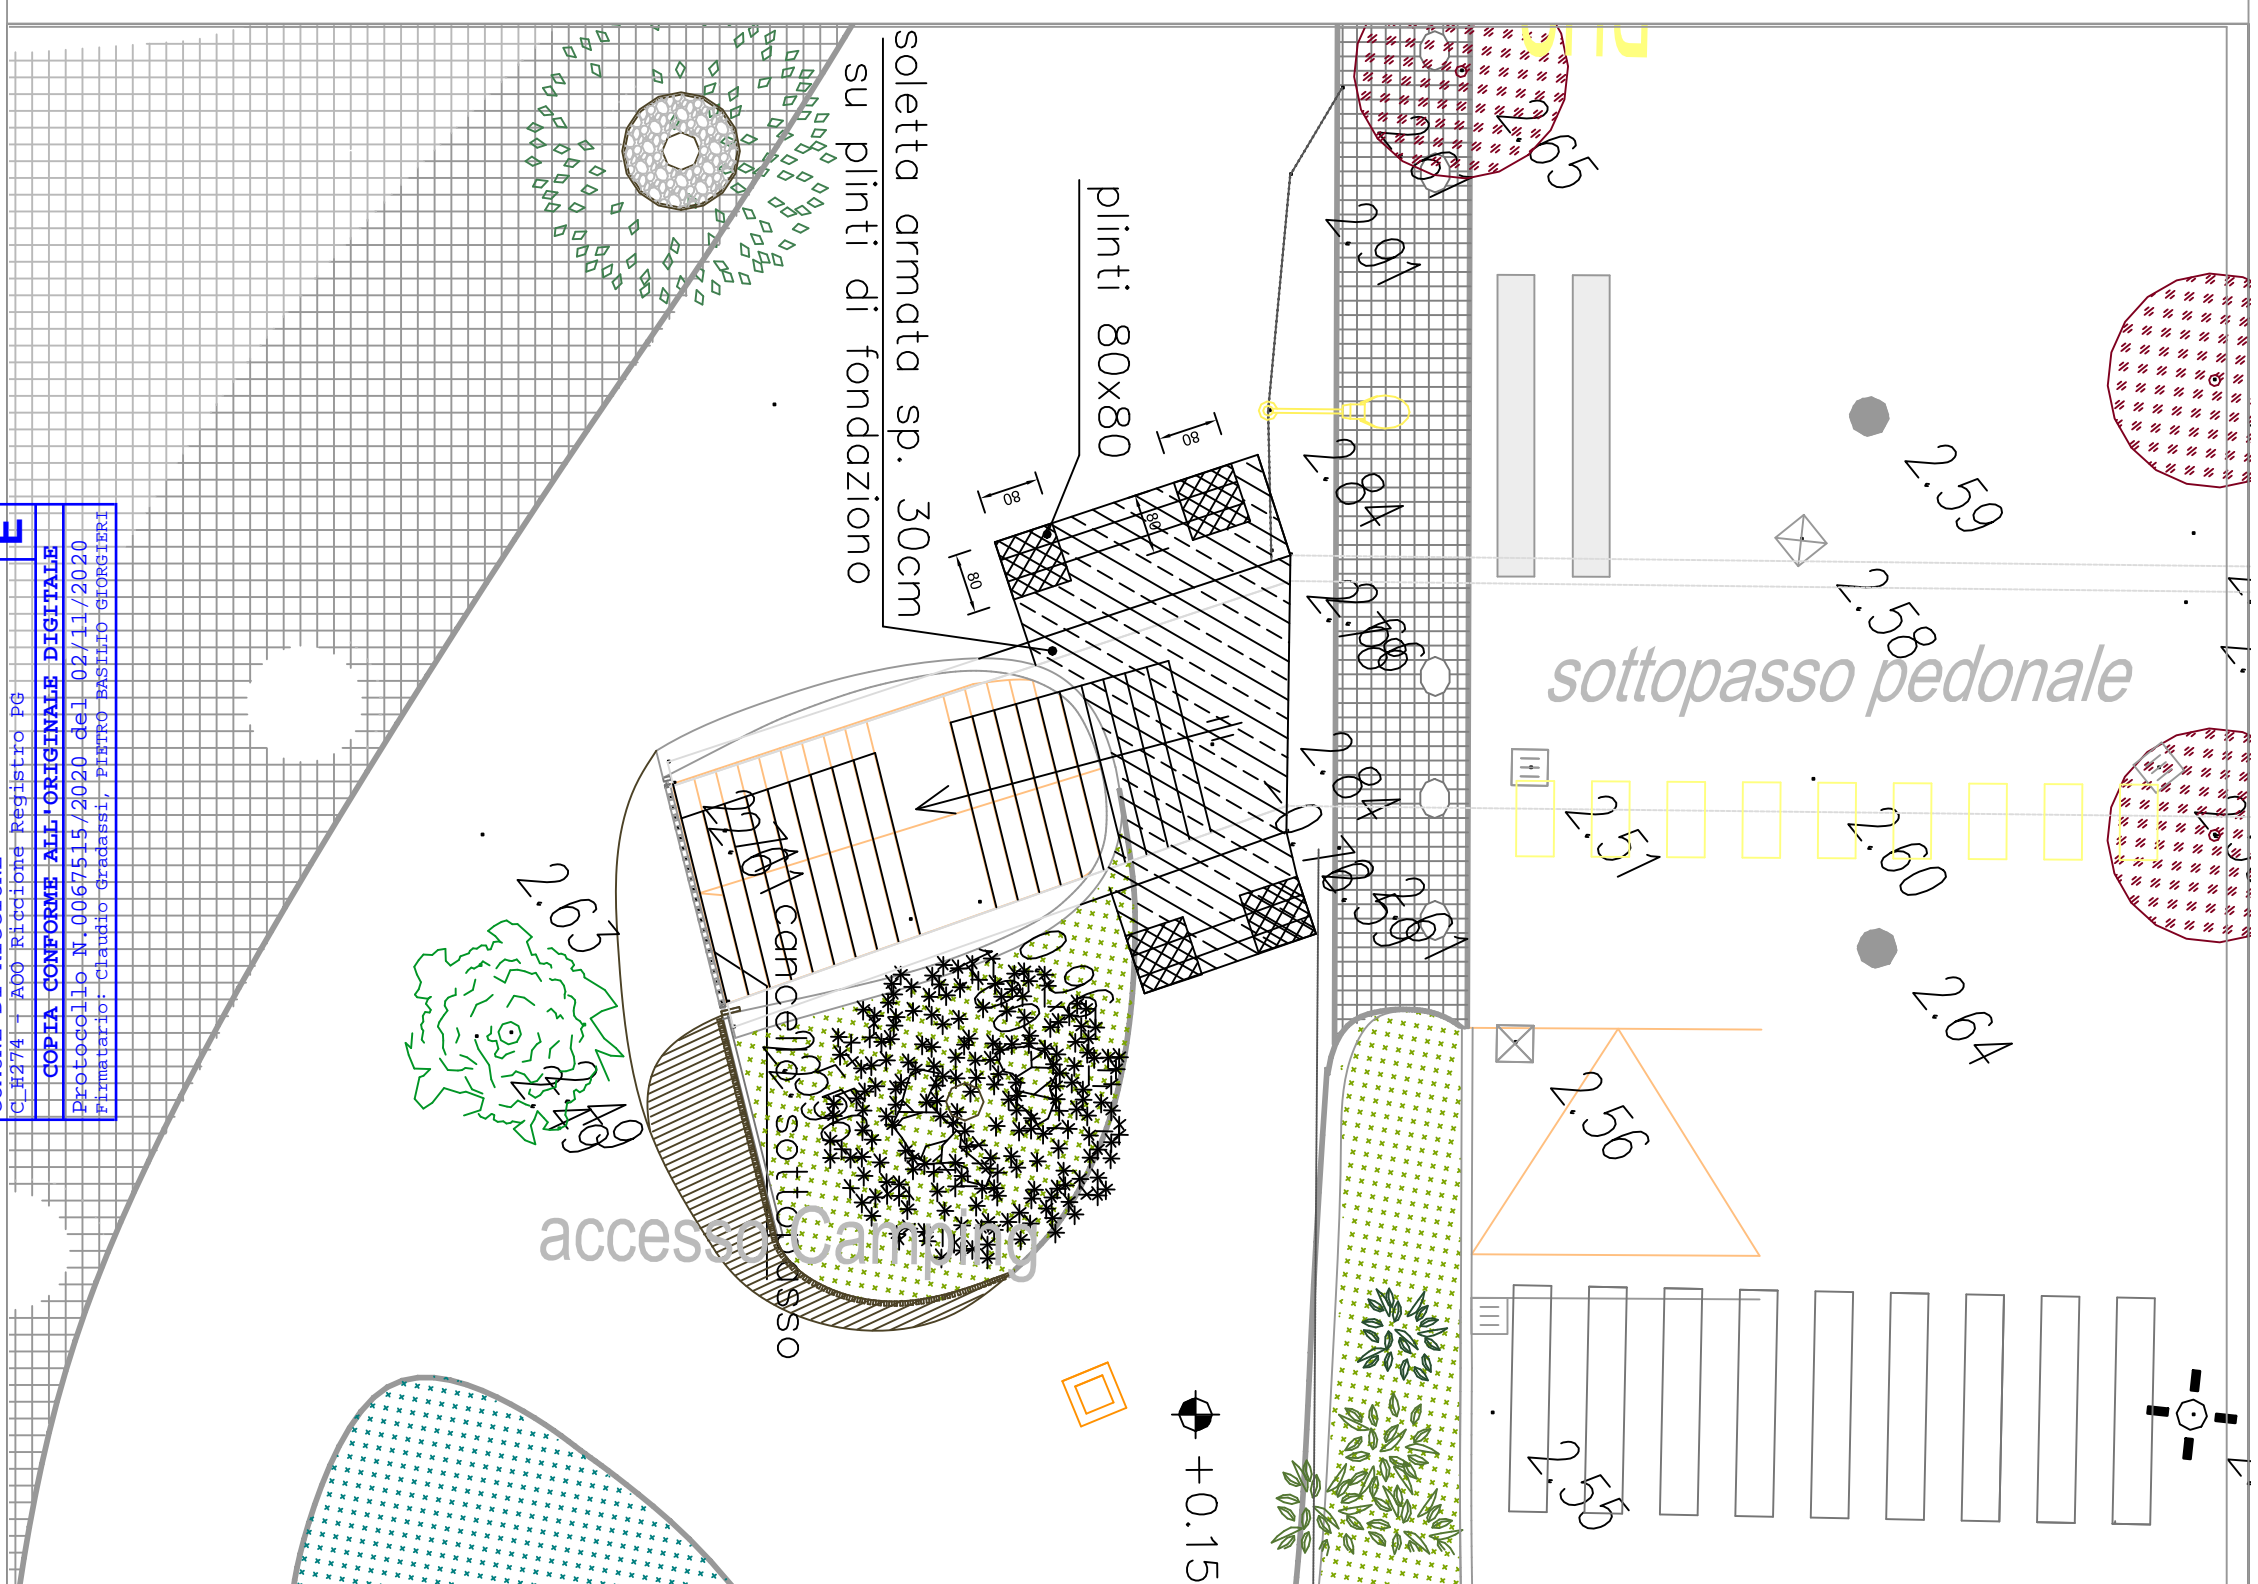 soletta armata sp. 30cm
su plinti di fondaziono
plinti 80x80
80
80
80
80
2.65
2.91
2.84
2.59
2.58
sottopasso pedonale
2.84
2.51
2.60
2.63
2.64
2.56
2.55
cancello sottopasso
accesso Camping
+0.15
E
C_H274 - AOO Riccione Registro PG
COPIA CONFORME ALL'ORIGINALE DIGITALE
Protocollo N.0067515/2020 del 02/11/2020
Firmatario: Claudio Gradassi, PIETRO BASILIO GIORGIERI